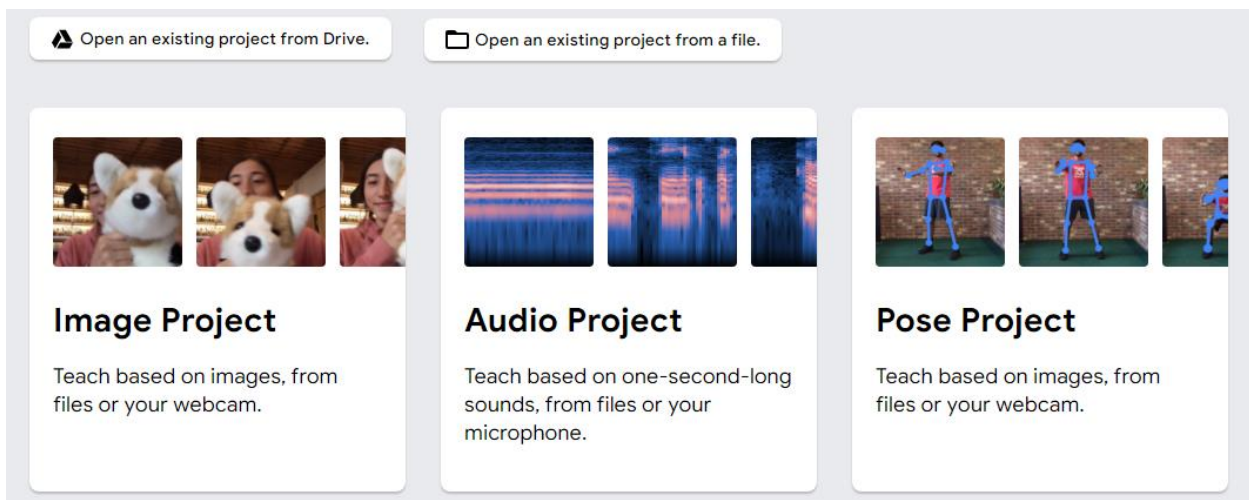 Open an existing project from Drive.
Open an existing project from a file.
Image Project
Teach based on images, from
files or your webcam.
Audio Project
Teach based on one-second-long
sounds, from files or your
microphone.
Pose Project
Teach based on images, from
files or your webcam.